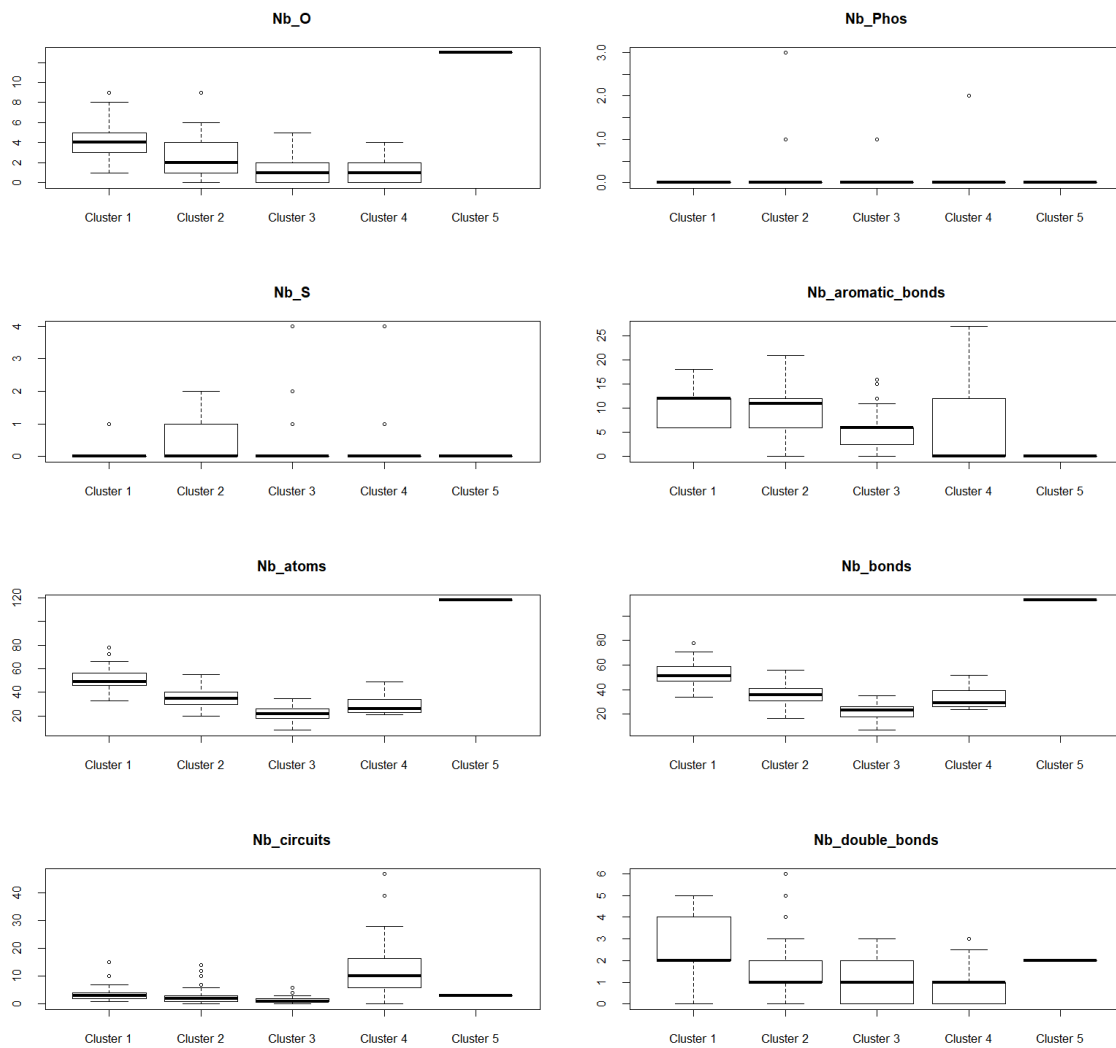 Nb_O
0 2 4 6 8 10
Cluster 1 Cluster 2 Cluster 3 Cluster 4 Cluster 5
Nb_Phos
0.0 1.0 2.0 3.0
Cluster 1 Cluster 2 Cluster 3 Cluster 4 Cluster 5
Nb_S
0 1 2 3 4
Cluster 1 Cluster 2 Cluster 3 Cluster 4 Cluster 5
Nb_aromatic_bonds
0 5 10 15 20 25
Cluster 1 Cluster 2 Cluster 3 Cluster 4 Cluster 5
Nb_atoms
20 40 60 80 120
Cluster 1 Cluster 2 Cluster 3 Cluster 4 Cluster 5
Nb_bonds
20 40 60 80
Cluster 1 Cluster 2 Cluster 3 Cluster 4 Cluster 5
Nb_circuits
0 10 20 30 40
Cluster 1 Cluster 2 Cluster 3 Cluster 4 Cluster 5
Nb_double_bonds
0 1 2 3 4 5 6
Cluster 1 Cluster 2 Cluster 3 Cluster 4 Cluster 5